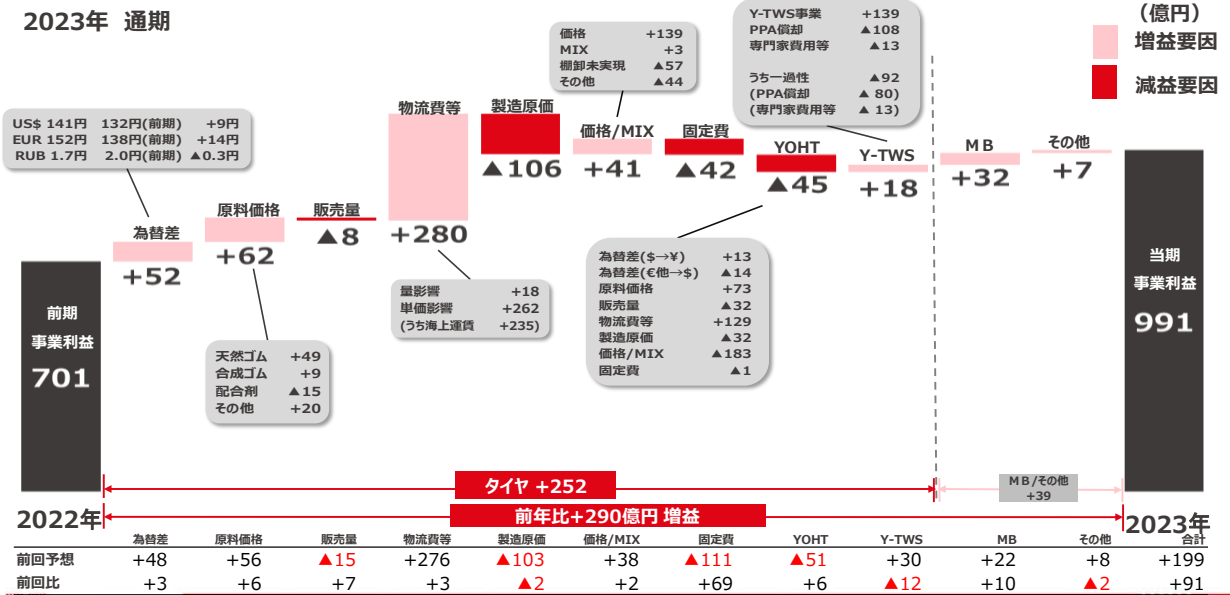 2023年 通期
（億円）
増益要因
減益要因
US$ 141円 132円(前期) +9円
EUR 152円 138円(前期) +14円
RUB 1.7円 2.0円(前期) ▲0.3円
価格 +139
MIX +3
棚卸未実現 ▲57
その他 ▲44
Y-TWS事業 +139
PPA償却 ▲108
専門家費用等 ▲13
うち一過性 ▲92
(PPA償却 ▲ 80)
(専門家費用等 ▲ 13)
前期
事業利益
701
為替差
+52
原料価格
+62
販売量
▲8
物流費等
+280
製造原価
▲106
価格/MIX
+41
固定費
▲42
YOHT
▲45
Y-TWS
+18
MB
+32
その他
+7
当期
事業利益
991
天然ゴム +49
合成ゴム +9
配合剤 ▲15
その他 +20
量影響 +18
単価影響 +262
(うち海上運賃 +235)
為替差($→¥) +13
為替差(€他→$) ▲14
原料価格 +73
販売量 ▲32
物流費等 +129
製造原価 ▲32
価格/MIX ▲183
固定費 ▲1
タイヤ +252
MB/その他
+39
前年比+290億円 増益
2022年
2023年
為替差 原料価格 販売量 物流費等 製造原価 価格/MIX 固定費 YOHT Y-TWS MB その他 合計
前回予想 +48 +56 ▲15 +276 ▲103 +38 ▲111 ▲51 +30 +22 +8 +199
前回比 +3 +6 +7 +3 ▲2 +2 +69 +6 ▲12 +10 ▲2 +91